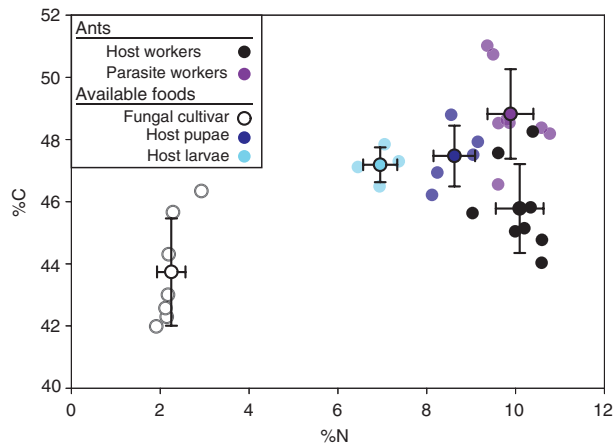 52
50
48
46
44
42
40
%C
Ants
Host workers
Parasite workers
Available foods
Fungal cultivar
Host pupae
Host larvae
0 2 4 6 8 10 12
%N